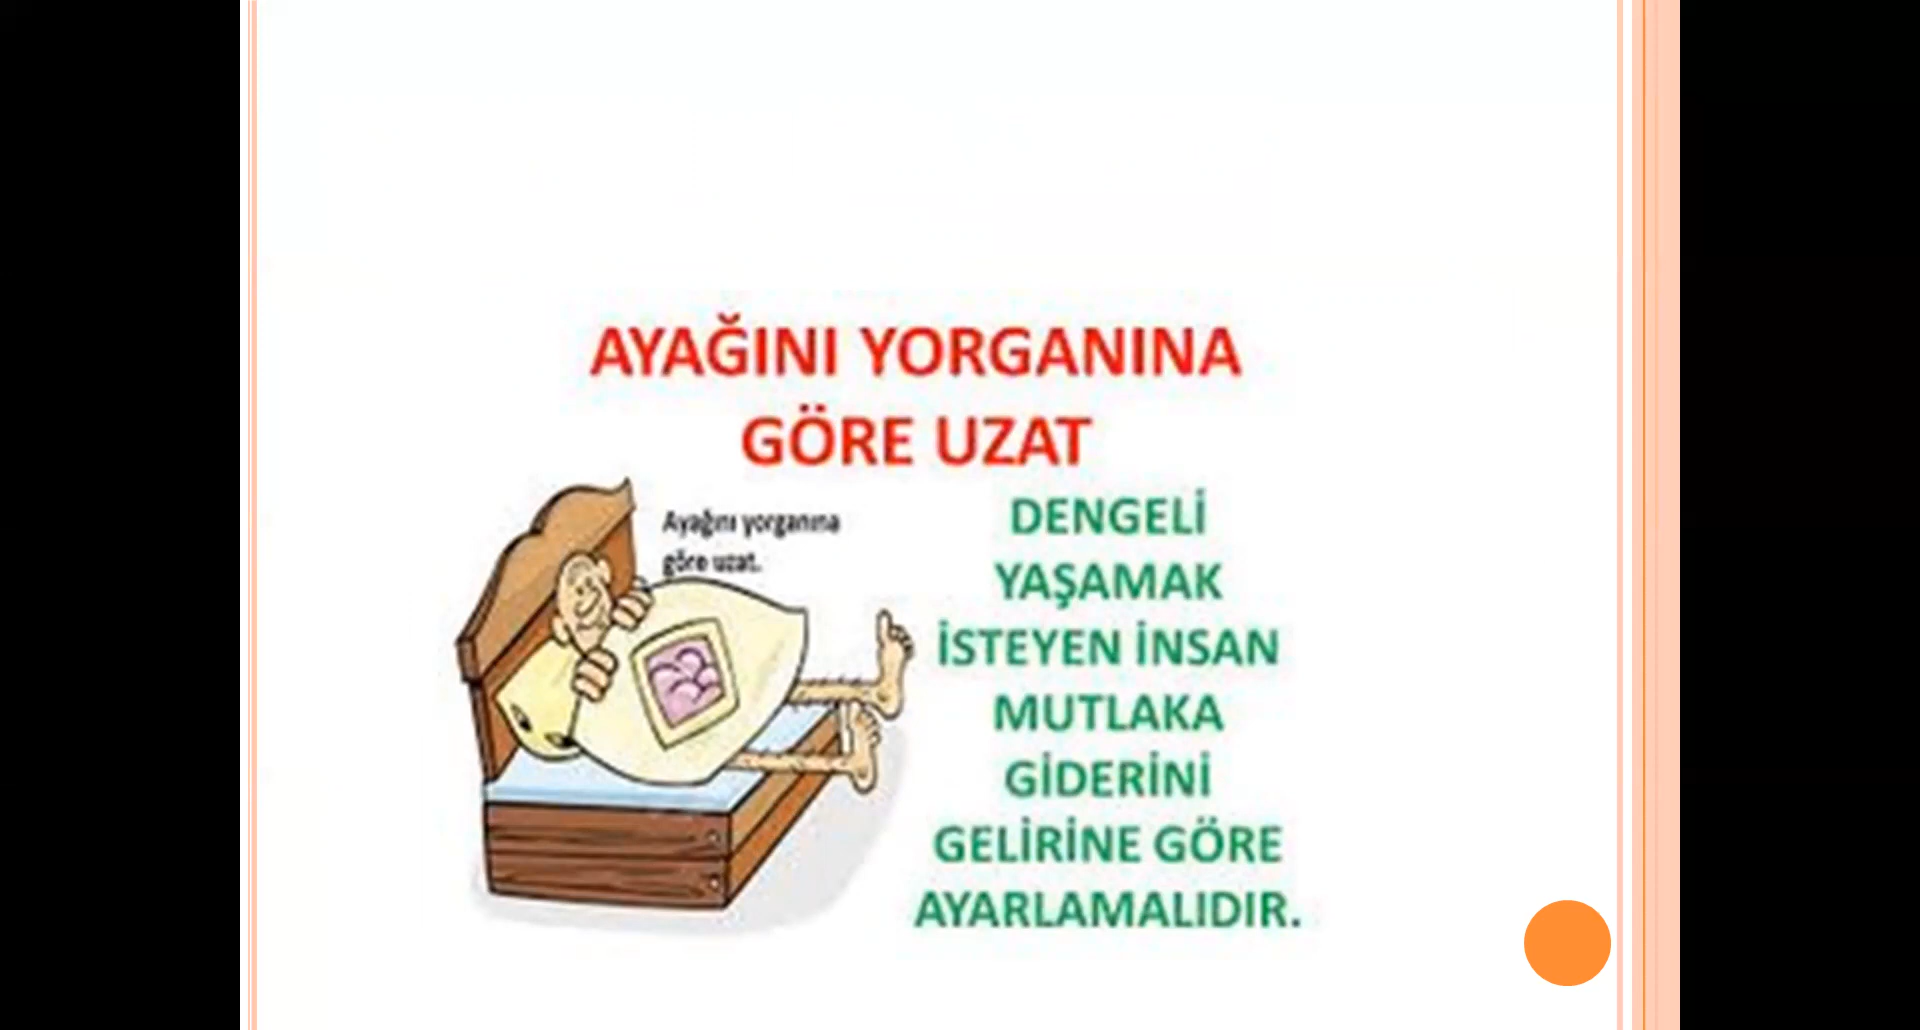 AYAĞINI YORGANINA
GÖRE UZAT
Ayağını yorganına
göre uzat.
DENGELİ
YAŞAMAK
İSTEYEN İNSAN
MUTLAKA
GİDERİNİ
GELİRİNE GÖRE
AYARLAMALIDIR.